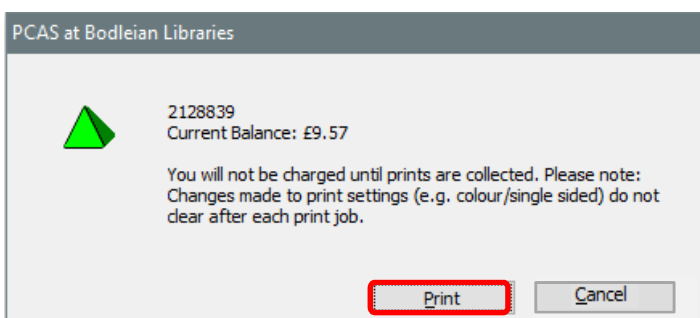 PCAS at Bodleian Libraries
2128839
Current Balance: £9.57
You will not be charged until prints are collected. Please note:
Changes made to print settings (e.g. colour/single sided) do not
clear after each print job.
Print
Cancel